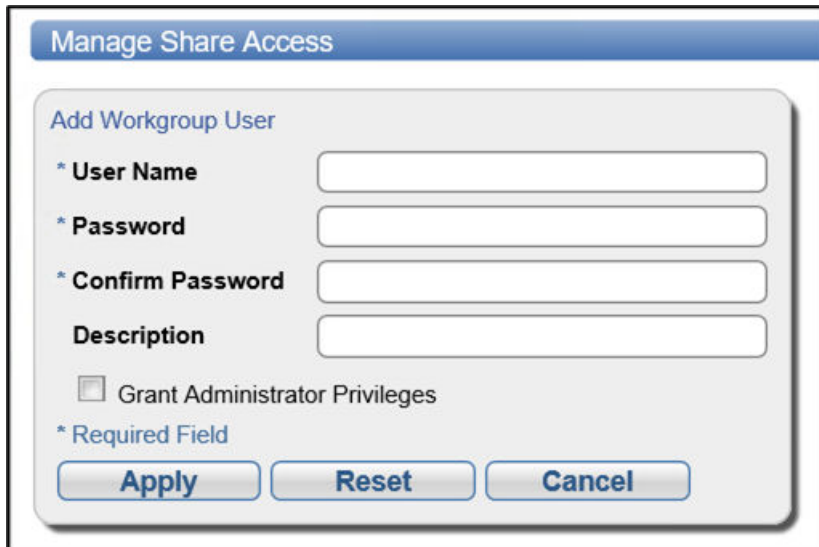 Manage Share Access
Add Workgroup User
* User Name
* Password
* Confirm Password
Description
Grant Administrator Privileges
* Required Field
Apply Reset Cancel